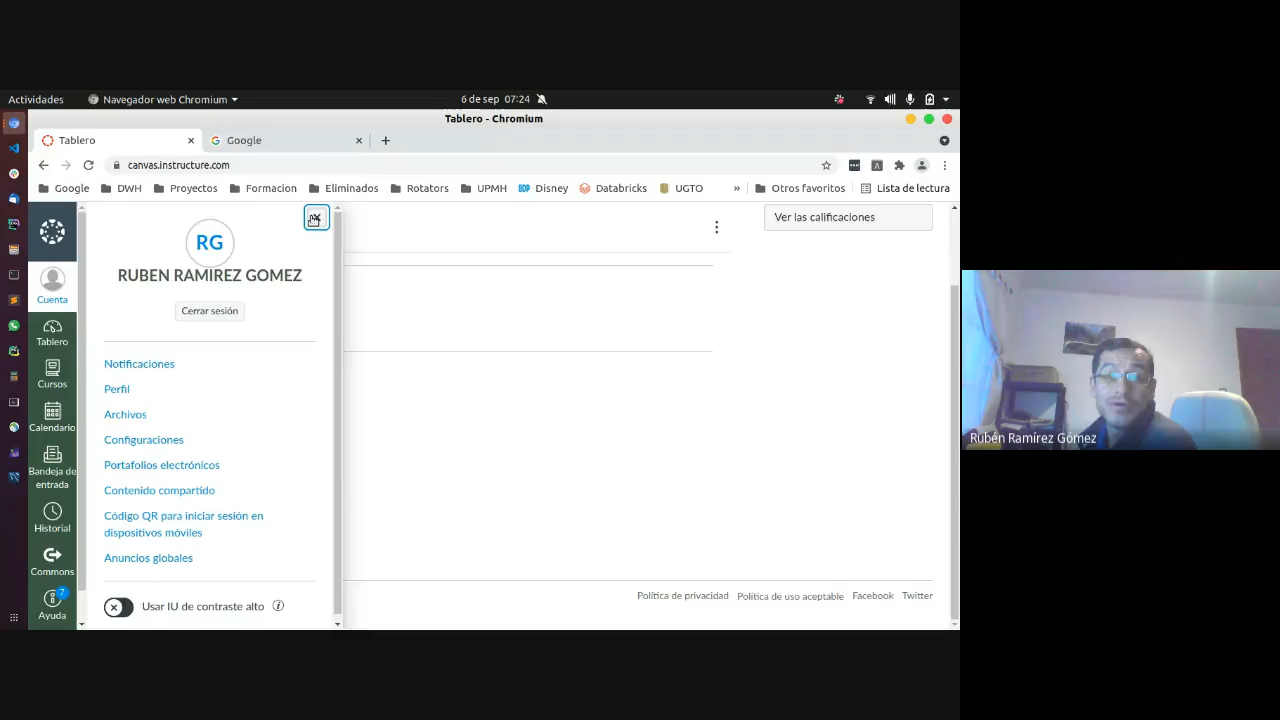 Actividades
Navegador web Chromium
6 de sep 07:24
Tablero - Chromium
Tablero
Google
canvas.instructure.com
Google
DWH
Proyectos
Formacion
Eliminados
Rotators
UPMH
BDP Disney
Databricks
UGTO
»
Otros favoritos
Lista de lectura
RG
RUBEN RAMIREZ GOMEZ
Cerrar sesión
Notificaciones
Perfil
Archivos
Configuraciones
Portafolios electrónicos
Contenido compartido
Código QR para iniciar sesión en
dispositivos móviles
Anuncios globales
Usar IU de contraste alto
Cuenta
Tablero
Cursos
Calendario
Bandeja de
entrada
Historial
Commons
7
Ayuda
Ver las calificaciones
Política de privacidad
Política de uso aceptable
Facebook
Twitter
Rubén Ramírez Gómez